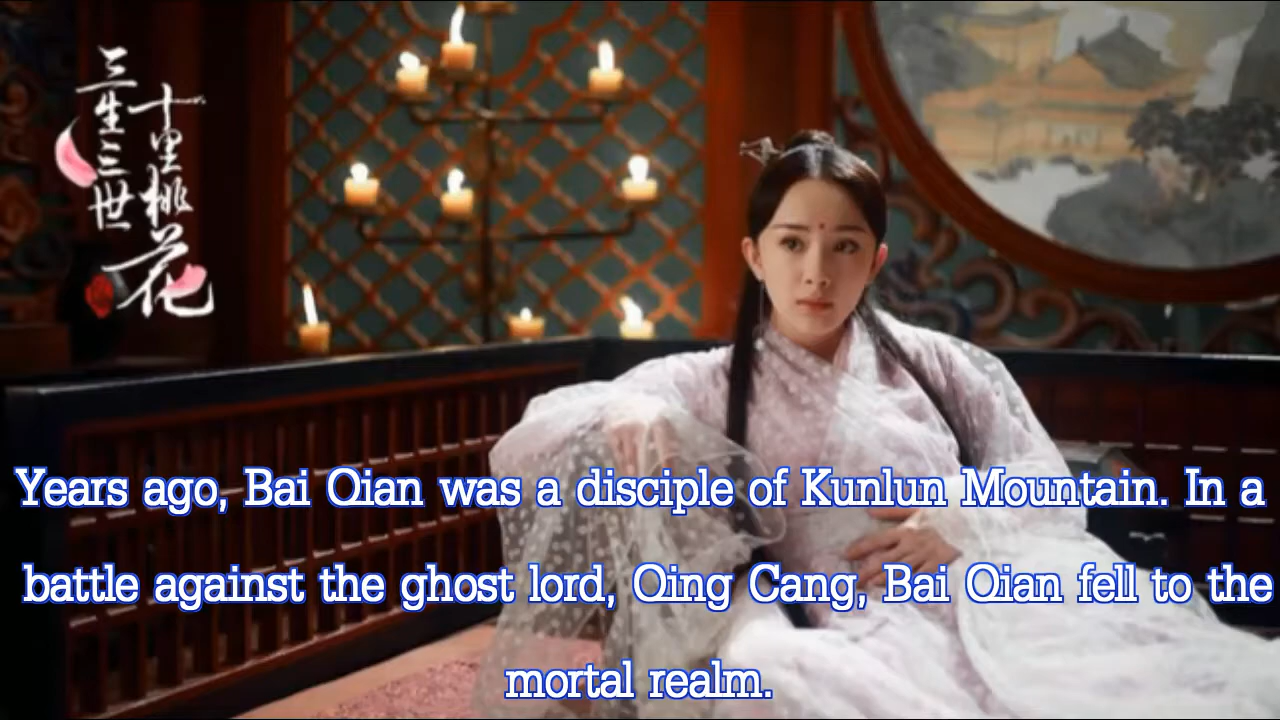 三生三世
十里桃花
Years ago, Bai Qian was a disciple of Kunlun Mountain. In a
battle against the ghost lord, Qing Cang, Bai Qian fell to the
mortal realm.